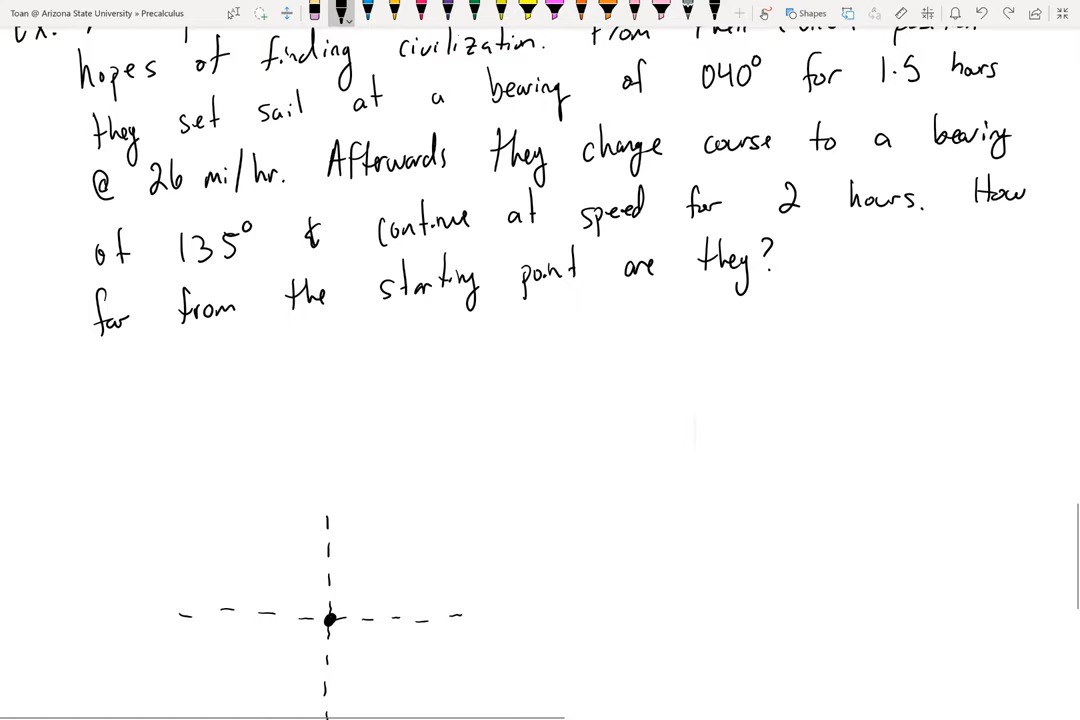 Toan @ Arizona State University » Precalculus
Shapes
ex.
hopes of finding civilization. From their
they set sail at a bearing of 040° for 1.5 hours
@ 26 mi/hr. Afterwards they change course to a bearing
of 135° & continue at speed for 2 hours. How
far from the starting point are they?